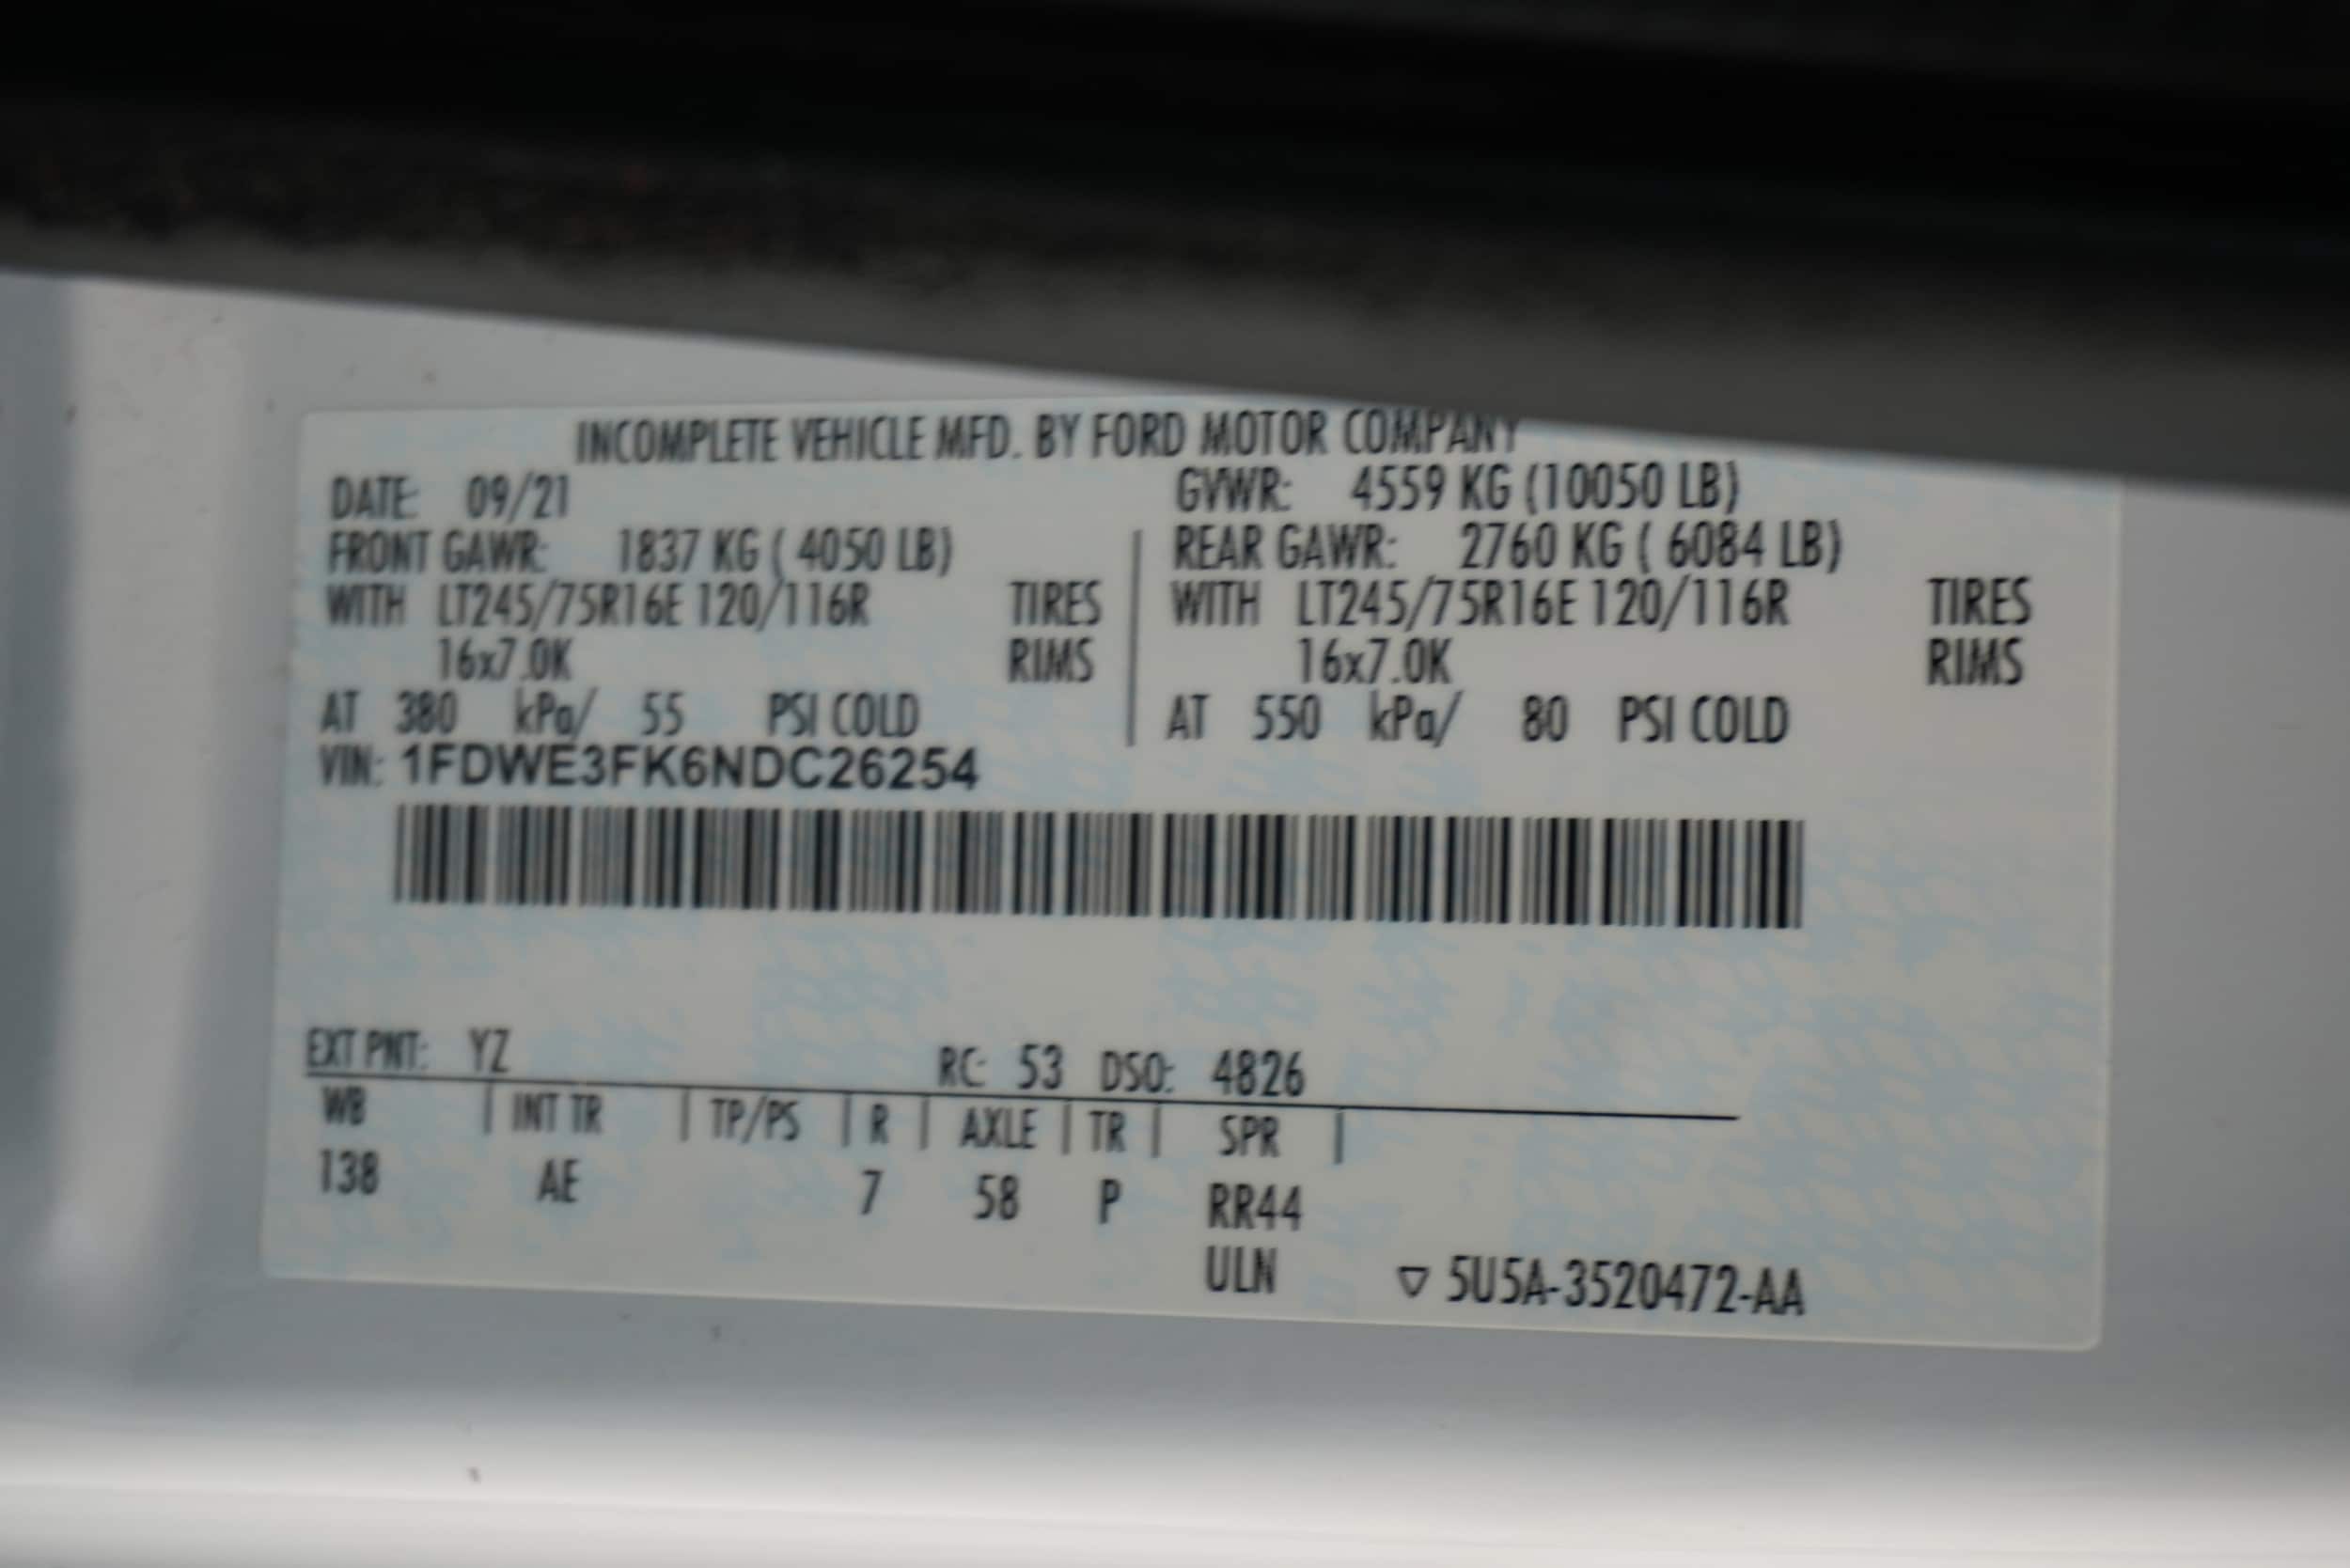 INCOMPLETE VEHICLE MFD. BY FORD MOTOR COMPANY
DATE: 09/21 GVWR: 4559 KG (10050 LB)
FRONT GAWR: 1837 KG ( 4050 LB) REAR GAWR: 2760 KG ( 6084 LB)
WITH LT245/75R16E 120/116R TIRES WITH LT245/75R16E 120/116R TIRES
16x7.0K RIMS 16x7.0K RIMS
AT 380 kPa/ 55 PSI COLD AT 550 kPa/ 80 PSI COLD
VIN: 1FDWE3FK6NDC26254
EXT PNT: YZ RC: 53 DSO: 4826
WB | INT TR | TP/PS | R | AXLE | TR | SPR |
138 AE 7 58 P RR44
ULN ▽ 5U5A-3520472-AA